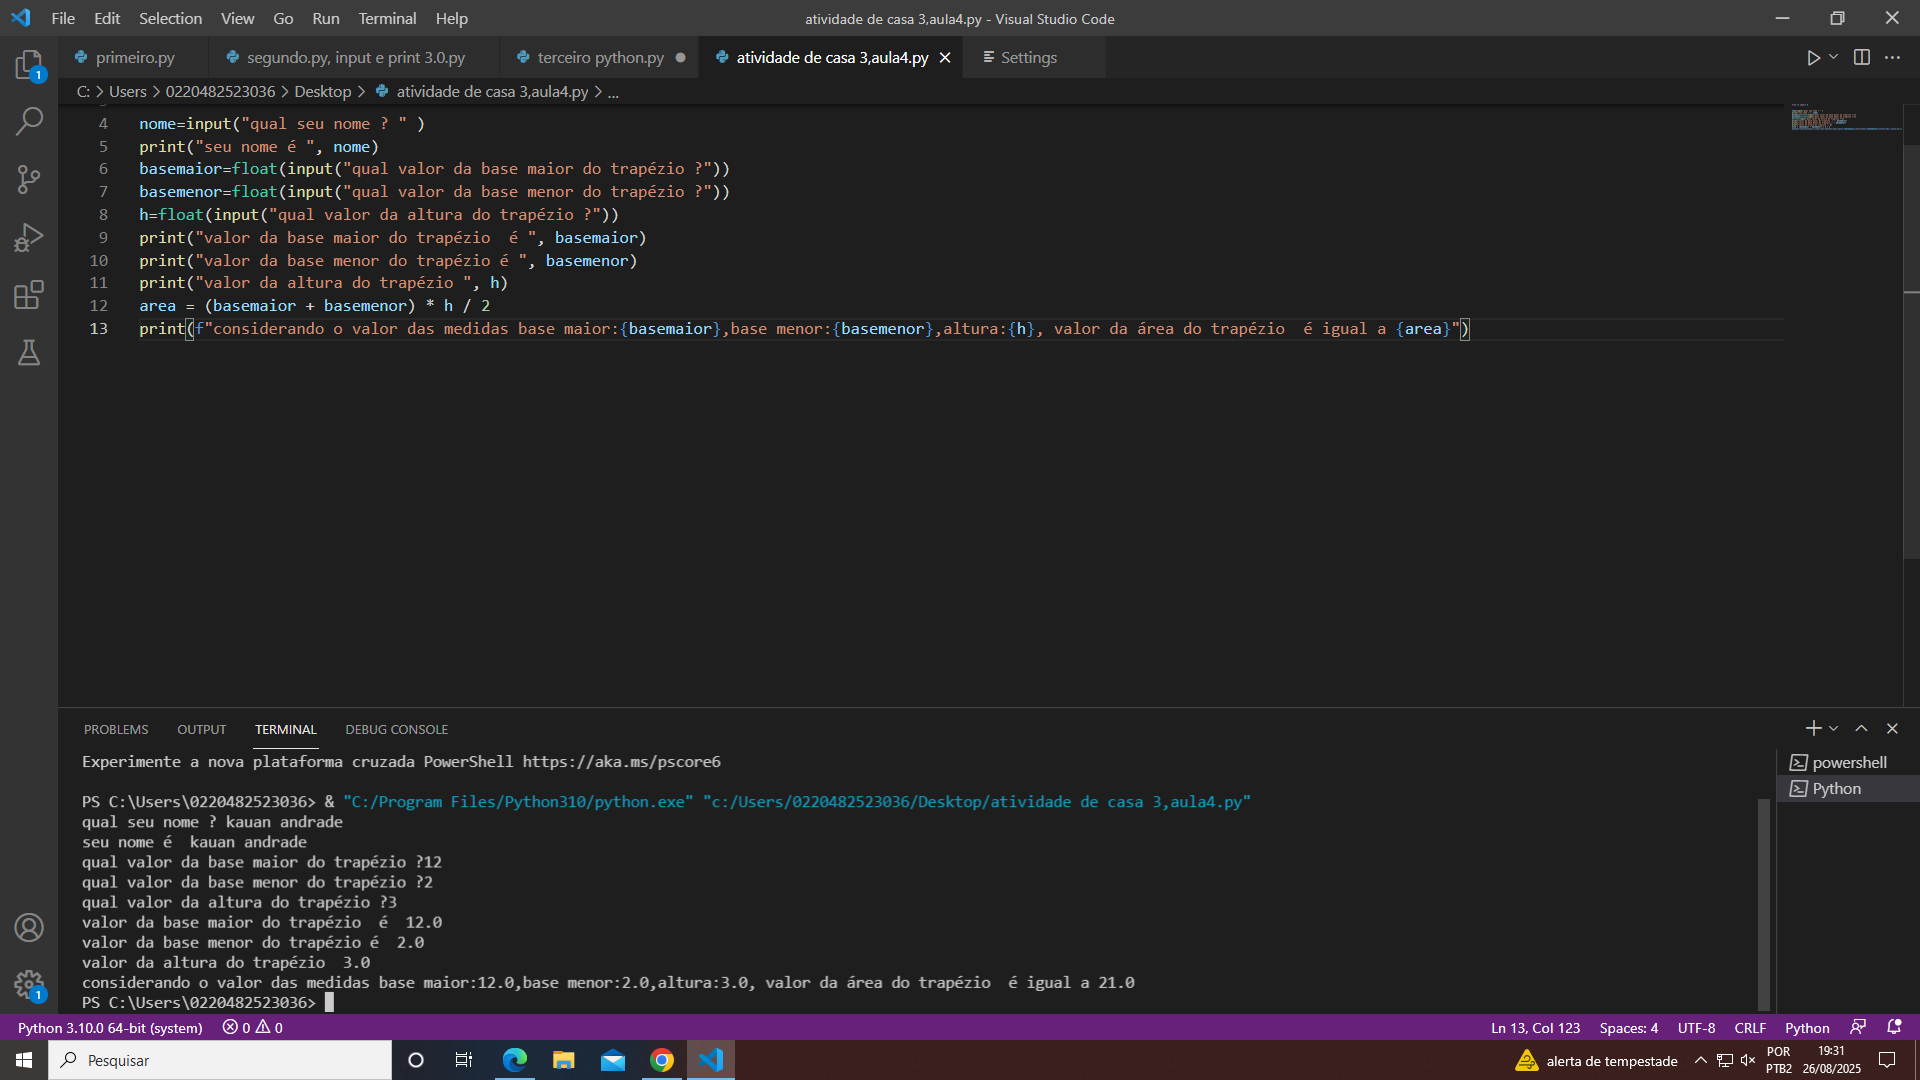 File Edit Selection View Go Run Terminal Help
atividade de casa 3,aula4.py - Visual Studio Code
primeiro.py
segundo.py, input e print 3.0.py
terceiro python.py
atividade de casa 3,aula4.py
Settings
C: > Users > 0220482523036 > Desktop > atividade de casa 3,aula4.py > ...
4 nome=input("qual seu nome ? " )
5 print("seu nome é ", nome)
6 basemaior=float(input("qual valor da base maior do trapézio ?"))
7 basemenor=float(input("qual valor da base menor do trapézio ?"))
8 h=float(input("qual valor da altura do trapézio ?"))
9 print("valor da base maior do trapézio  é ", basemaior)
10 print("valor da base menor do trapézio é ", basemenor)
11 print("valor da altura do trapézio ", h)
12 area = (basemaior + basemenor) * h / 2
13 print(f"considerando o valor das medidas base maior:{basemaior},base menor:{basemenor},altura:{h}, valor da área do trapézio  é igual a {area}")
PROBLEMS OUTPUT TERMINAL DEBUG CONSOLE
Experimente a nova plataforma cruzada PowerShell https://aka.ms/pscore6
PS C:\Users\0220482523036> & "C:/Program Files/Python310/python.exe" "c:/Users/0220482523036/Desktop/atividade de casa 3,aula4.py"
qual seu nome ? kauan andrade
seu nome é  kauan andrade
qual valor da base maior do trapézio ?12
qual valor da base menor do trapézio ?2
qual valor da altura do trapézio ?3
valor da base maior do trapézio  é  12.0
valor da base menor do trapézio é  2.0
valor da altura do trapézio  3.0
considerando o valor das medidas base maior:12.0,base menor:2.0,altura:3.0, valor da área do trapézio  é igual a 21.0
PS C:\Users\0220482523036>
powershell
Python
1
1
Python 3.10.0 64-bit (system) 0 0
Ln 13, Col 123 Spaces: 4 UTF-8 CRLF Python
Pesquisar
alerta de tempestade
POR
PTB2
19:31
26/08/2025